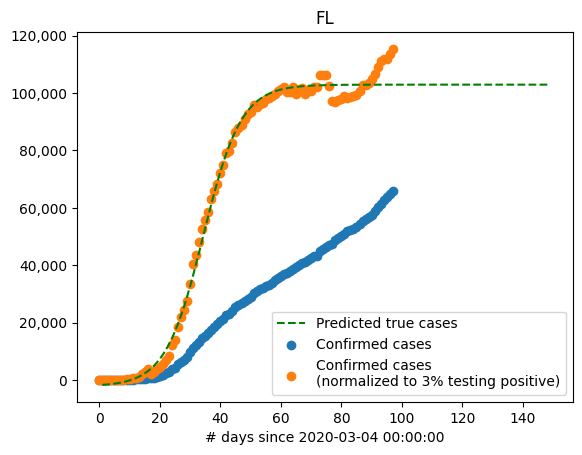 FL
120,000
100,000
80,000
60,000
40,000
20,000
0
0 20 40 60 80 100 120 140
# days since 2020-03-04 00:00:00
Predicted true cases
Confirmed cases
Confirmed cases
(normalized to 3% testing positive)